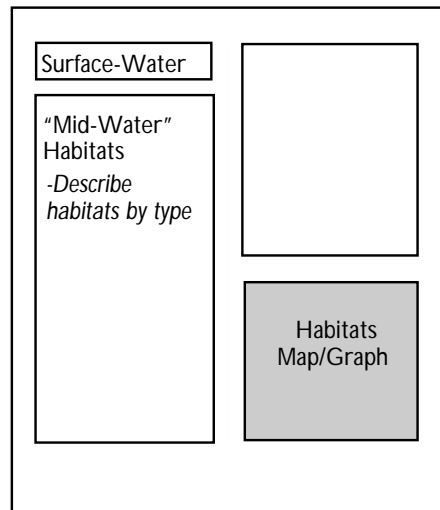 Surface-Water
“Mid-Water”
Habitats
-Describe
habitats by type
Habitats
Map/Graph